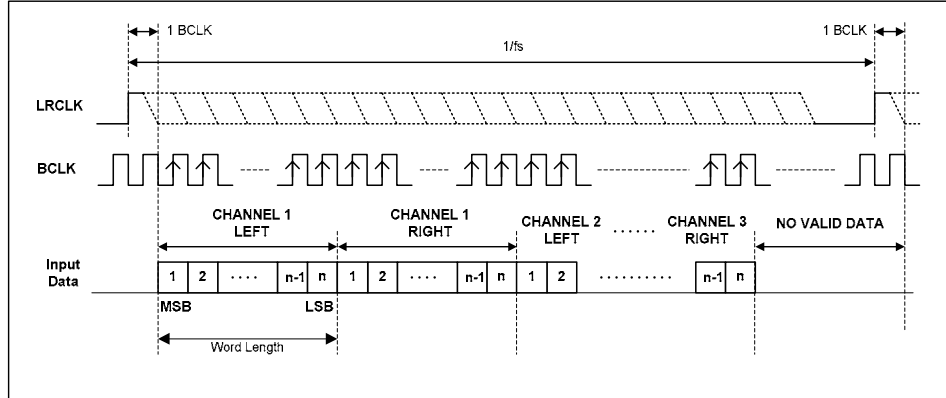 1 BCLK
1 BCLK
1/fs
LRCLK
BCLK
CHANNEL 1
LEFT
CHANNEL 1
RIGHT
CHANNEL 2
LEFT
......
CHANNEL 3
RIGHT
NO VALID DATA
Input
Data
1 2 .... n-1 n 1 2 .... n-1 n 1 2 .......... n-1 n
MSB
LSB
Word Length